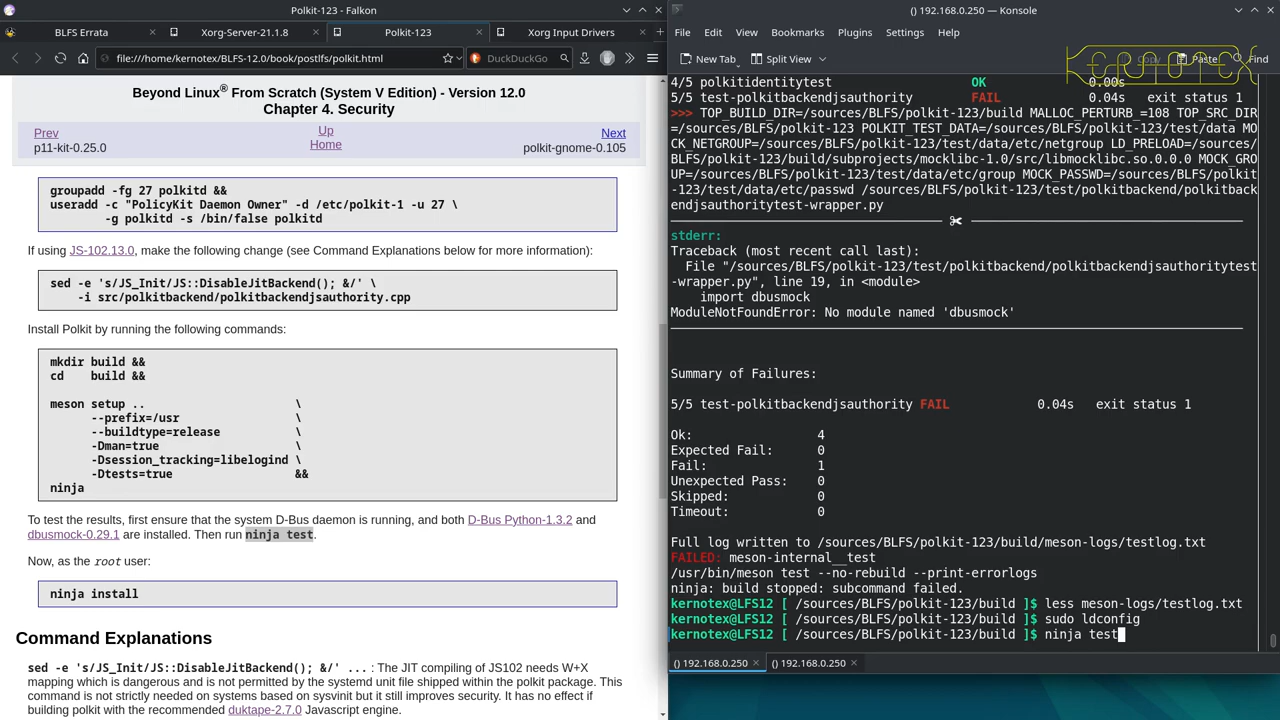 Polkit-123 - Falkon
BLFS Errata
Xorg-Server-21.1.8
Polkit-123
Xorg Input Drivers
file:///home/kernotex/BLFS-12.0/book/postlfs/polkit.html
DuckDuckGo
Beyond Linux® From Scratch (System V Edition) - Version 12.0
Chapter 4. Security
Prev
Up
Next
p11-kit-0.25.0
Home
polkit-gnome-0.105
groupadd -fg 27 polkitd &&
useradd -c "PolicyKit Daemon Owner" -d /etc/polkit-1 -u 27 \
-g polkitd -s /bin/false polkitd
If using JS-102.13.0, make the following change (see Command Explanations below for more information):
sed -e 's/JS_Init/JS::DisableJitBackend(); &/' \
-i src/polkitbackend/polkitbackendjsauthority.cpp
Install Polkit by running the following commands:
mkdir build &&
cd    build &&
meson setup ..                 \
--prefix=/usr            \
--buildtype=release      \
-Dman=true               \
-Dsession_tracking=libelogind \
-Dtests=true             &&
ninja
To test the results, first ensure that the system D-Bus daemon is running, and both D-Bus Python-1.3.2 and
dbusmock-0.29.1 are installed. Then run ninja test.
Now, as the root user:
ninja install
Command Explanations
sed -e 's/JS_Init/JS::DisableJitBackend(); &/' ... : The JIT compiling of JS102 needs W+X
mapping which is dangerous and is not permitted by the systemd unit file shipped within the polkit package. This
command is not strictly needed on systems based on sysvinit but it still improves security. It has no effect if
building polkit with the recommended duktape-2.7.0 Javascript engine.
() 192.168.0.250 — Konsole
File Edit View Bookmarks Plugins Settings Help
New Tab Split View Copy Paste Find
KERNOTEX
4/5 polkitidentitytest                 OK              0.00s
5/5 test-polkitbackendjsauthority      FAIL            0.04s   exit status 1
>>> TOP_BUILD_DIR=/sources/BLFS/polkit-123/build MALLOC_PERTURB_=108 TOP_SRC_DIR
=/sources/BLFS/polkit-123 POLKIT_TEST_DATA=/sources/BLFS/polkit-123/test/data MO
CK_NETGROUP=/sources/BLFS/polkit-123/test/data/etc/netgroup LD_PRELOAD=/sources/
BLFS/polkit-123/build/subprojects/mocklibc-1.0/src/libmocklibc.so.0.0.0 MOCK_GRO
UP=/sources/BLFS/polkit-123/test/data/etc/group MOCK_PASSWD=/sources/BLFS/polkit
-123/test/data/etc/passwd /sources/BLFS/polkit-123/test/polkitbackend/polkitback
endjsauthoritytest-wrapper.py
stderr:
Traceback (most recent call last):
File "/sources/BLFS/polkit-123/test/polkitbackend/polkitbackendjsauthoritytest
-wrapper.py", line 19, in <module>
import dbusmock
ModuleNotFoundError: No module named 'dbusmock'
Summary of Failures:
5/5 test-polkitbackendjsauthority FAIL            0.04s   exit status 1
Ok:                 4
Expected Fail:      0
Fail:               1
Unexpected Pass:    0
Skipped:            0
Timeout:            0
Full log written to /sources/BLFS/polkit-123/build/meson-logs/testlog.txt
FAILED: meson-internal__test
/usr/bin/meson test --no-rebuild --print-errorlogs
ninja: build stopped: subcommand failed.
kernotex@LFS12 [ /sources/BLFS/polkit-123/build ]$ less meson-logs/testlog.txt
kernotex@LFS12 [ /sources/BLFS/polkit-123/build ]$ sudo ldconfig
kernotex@LFS12 [ /sources/BLFS/polkit-123/build ]$ ninja test
() 192.168.0.250
() 192.168.0.250